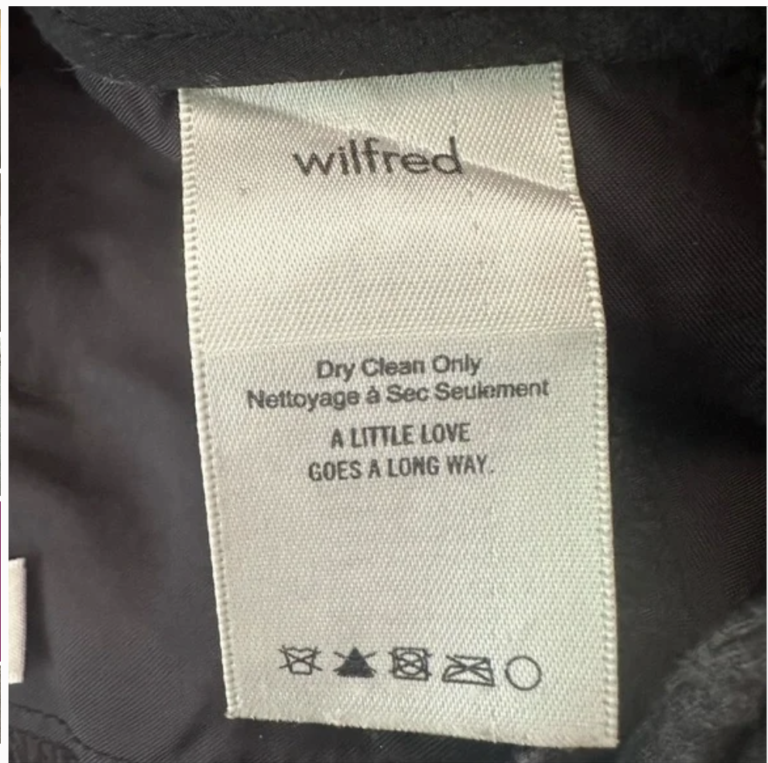 wilfred
Dry Clean Only
Nettoyage à Sec Seulement
A LITTLE LOVE
GOES A LONG WAY.